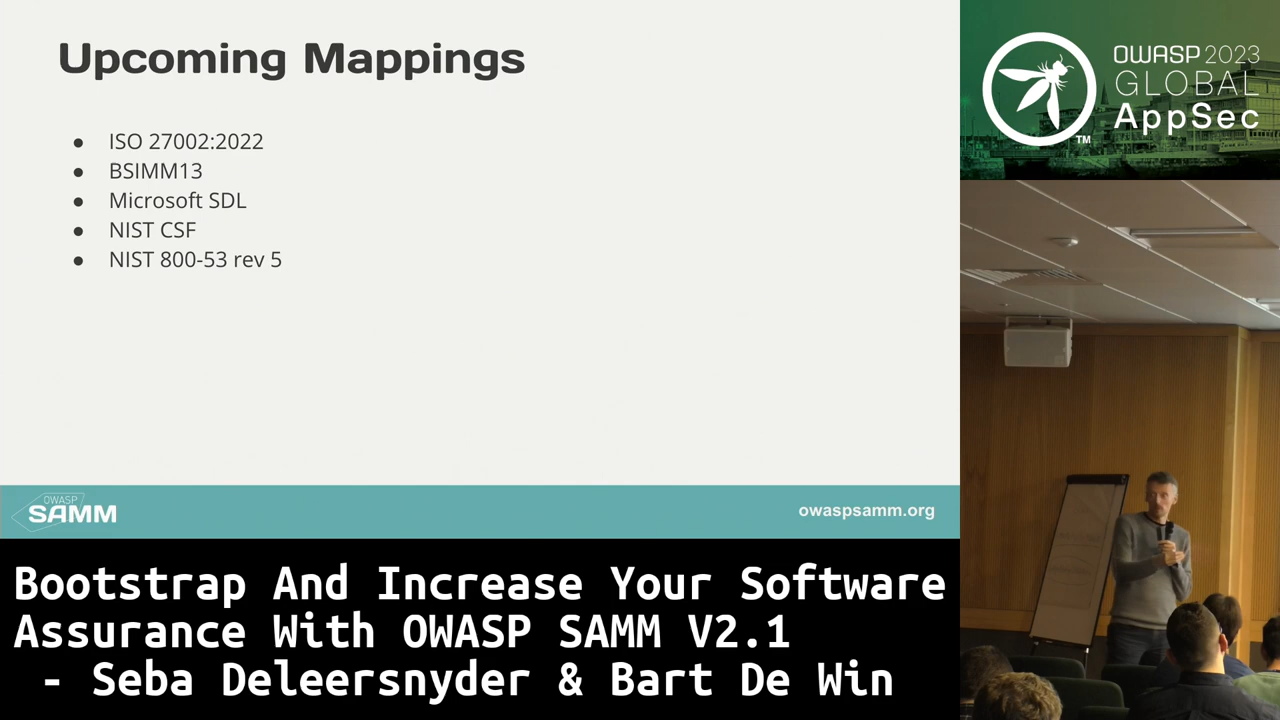 Upcoming Mappings
● ISO 27002:2022
● BSIMM13
● Microsoft SDL
● NIST CSF
● NIST 800-53 rev 5
OWASP
SAMM
owaspsamm.org
Bootstrap And Increase Your Software
Assurance With OWASP SAMM V2.1
- Seba Deleersnyder & Bart De Win
OWASP 2023
GLOBAL
AppSec
TM